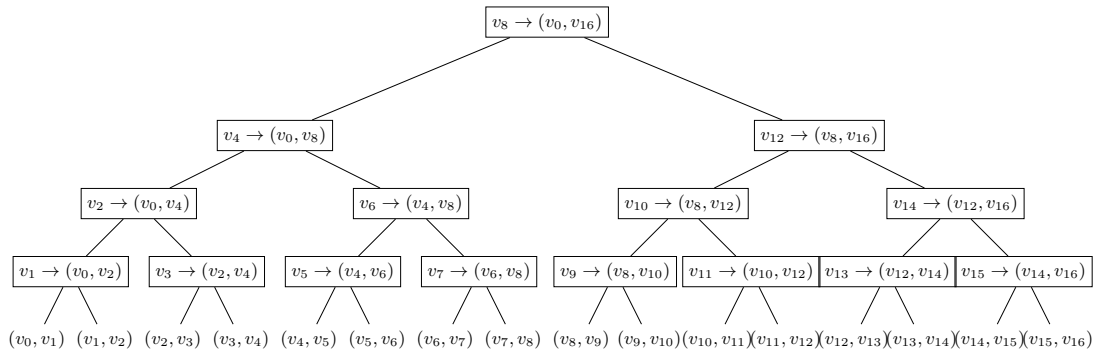 v₈ → (v₀, v₁₆)
v₄ → (v₀, v₈) v₁₂ → (v₈, v₁₆)
v₂ → (v₀, v₄) v₆ → (v₄, v₈) v₁₀ → (v₈, v₁₂) v₁₄ → (v₁₂, v₁₆)
v₁ → (v₀, v₂) v₃ → (v₂, v₄) v₅ → (v₄, v₆) v₇ → (v₆, v₈) v₉ → (v₈, v₁₀) v₁₁ → (v₁₀, v₁₂) v₁₃ → (v₁₂, v₁₄) v₁₅ → (v₁₄, v₁₆)
(v₀, v₁) (v₁, v₂) (v₂, v₃) (v₃, v₄) (v₄, v₅) (v₅, v₆) (v₆, v₇) (v₇, v₈) (v₈, v₉) (v₉, v₁₀) (v₁₀, v₁₁) (v₁₁, v₁₂) (v₁₂, v₁₃) (v₁₃, v₁₄) (v₁₄, v₁₅) (v₁₅, v₁₆)